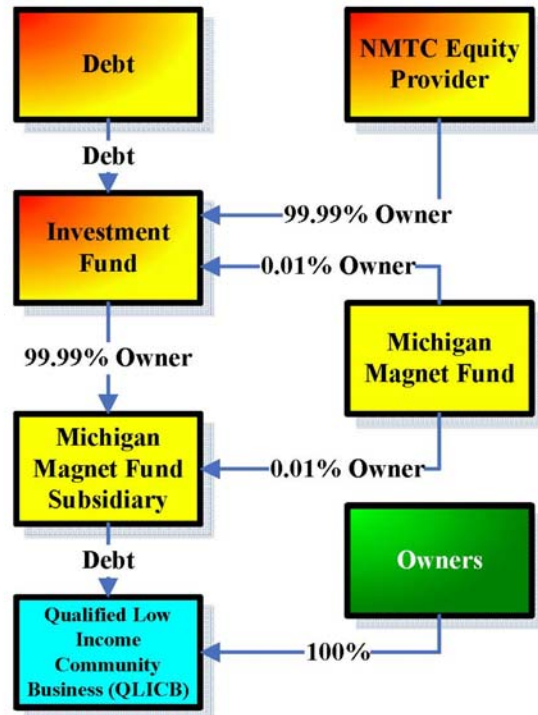 Debt
NMTC Equity
Provider
Debt
99.99% Owner
Investment
Fund
0.01% Owner
99.99% Owner
Michigan
Magnet Fund
Michigan
Magnet Fund
Subsidiary
0.01% Owner
Debt
Owners
Qualified Low
Income
Community
Business (QLICB)
100%